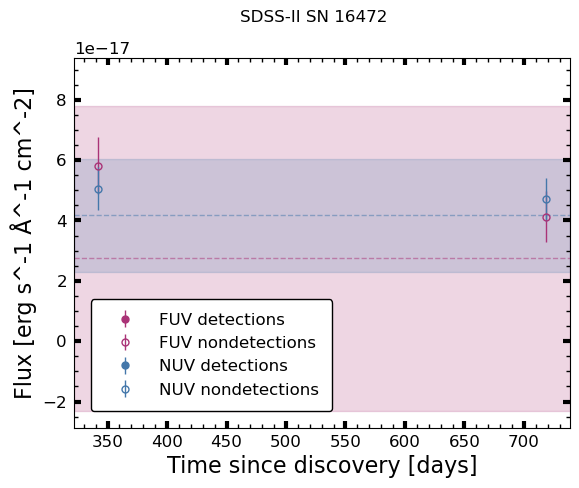 SDSS-II SN 16472
1e−17
8
6
4
2
0
−2
Flux [erg s^-1 Å^-1 cm^-2]
FUV detections
FUV nondetections
NUV detections
NUV nondetections
350 400 450 500 550 600 650 700
Time since discovery [days]